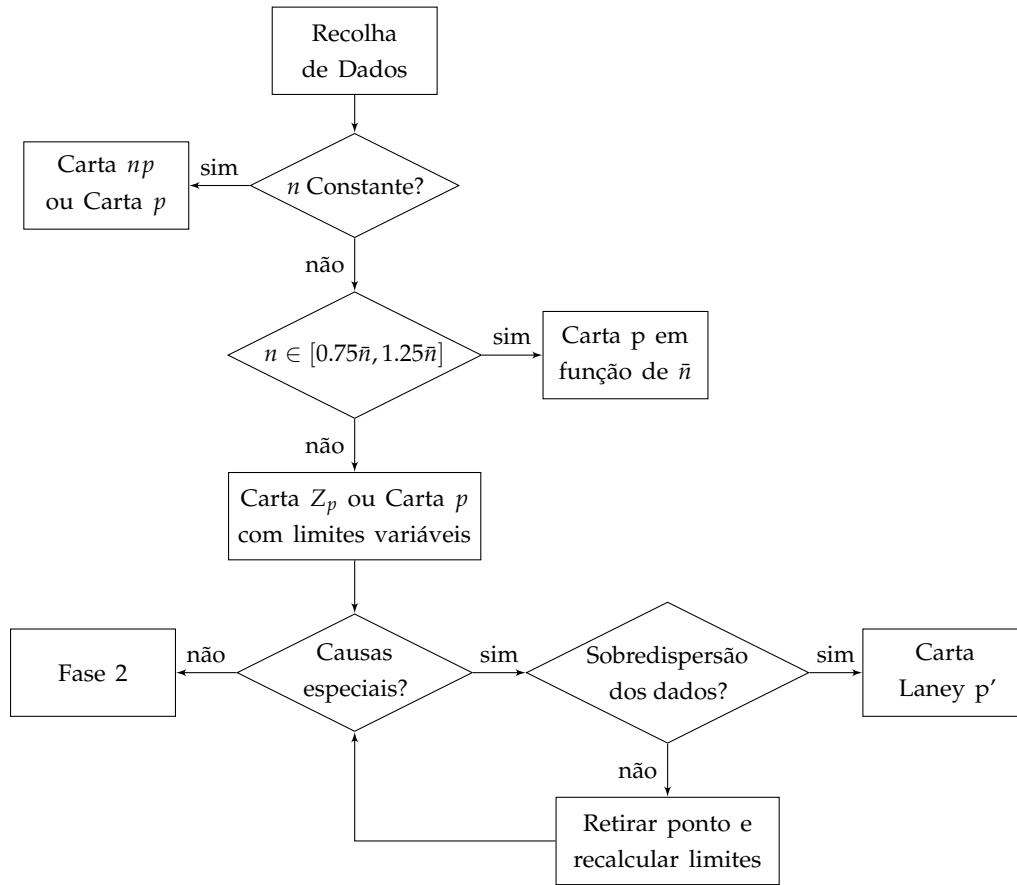 Recolha
de Dados
n Constante?
sim
Carta np
ou Carta p
não
n ∈ [0.75n̄, 1.25n̄]
sim
Carta p em
função de n̄
não
Carta Zₚ ou Carta p
com limites variáveis
Causas
especiais?
não
Fase 2
sim
Sobredispersão
dos dados?
sim
Carta
Laney p’
não
Retirar ponto e
recalcular limites